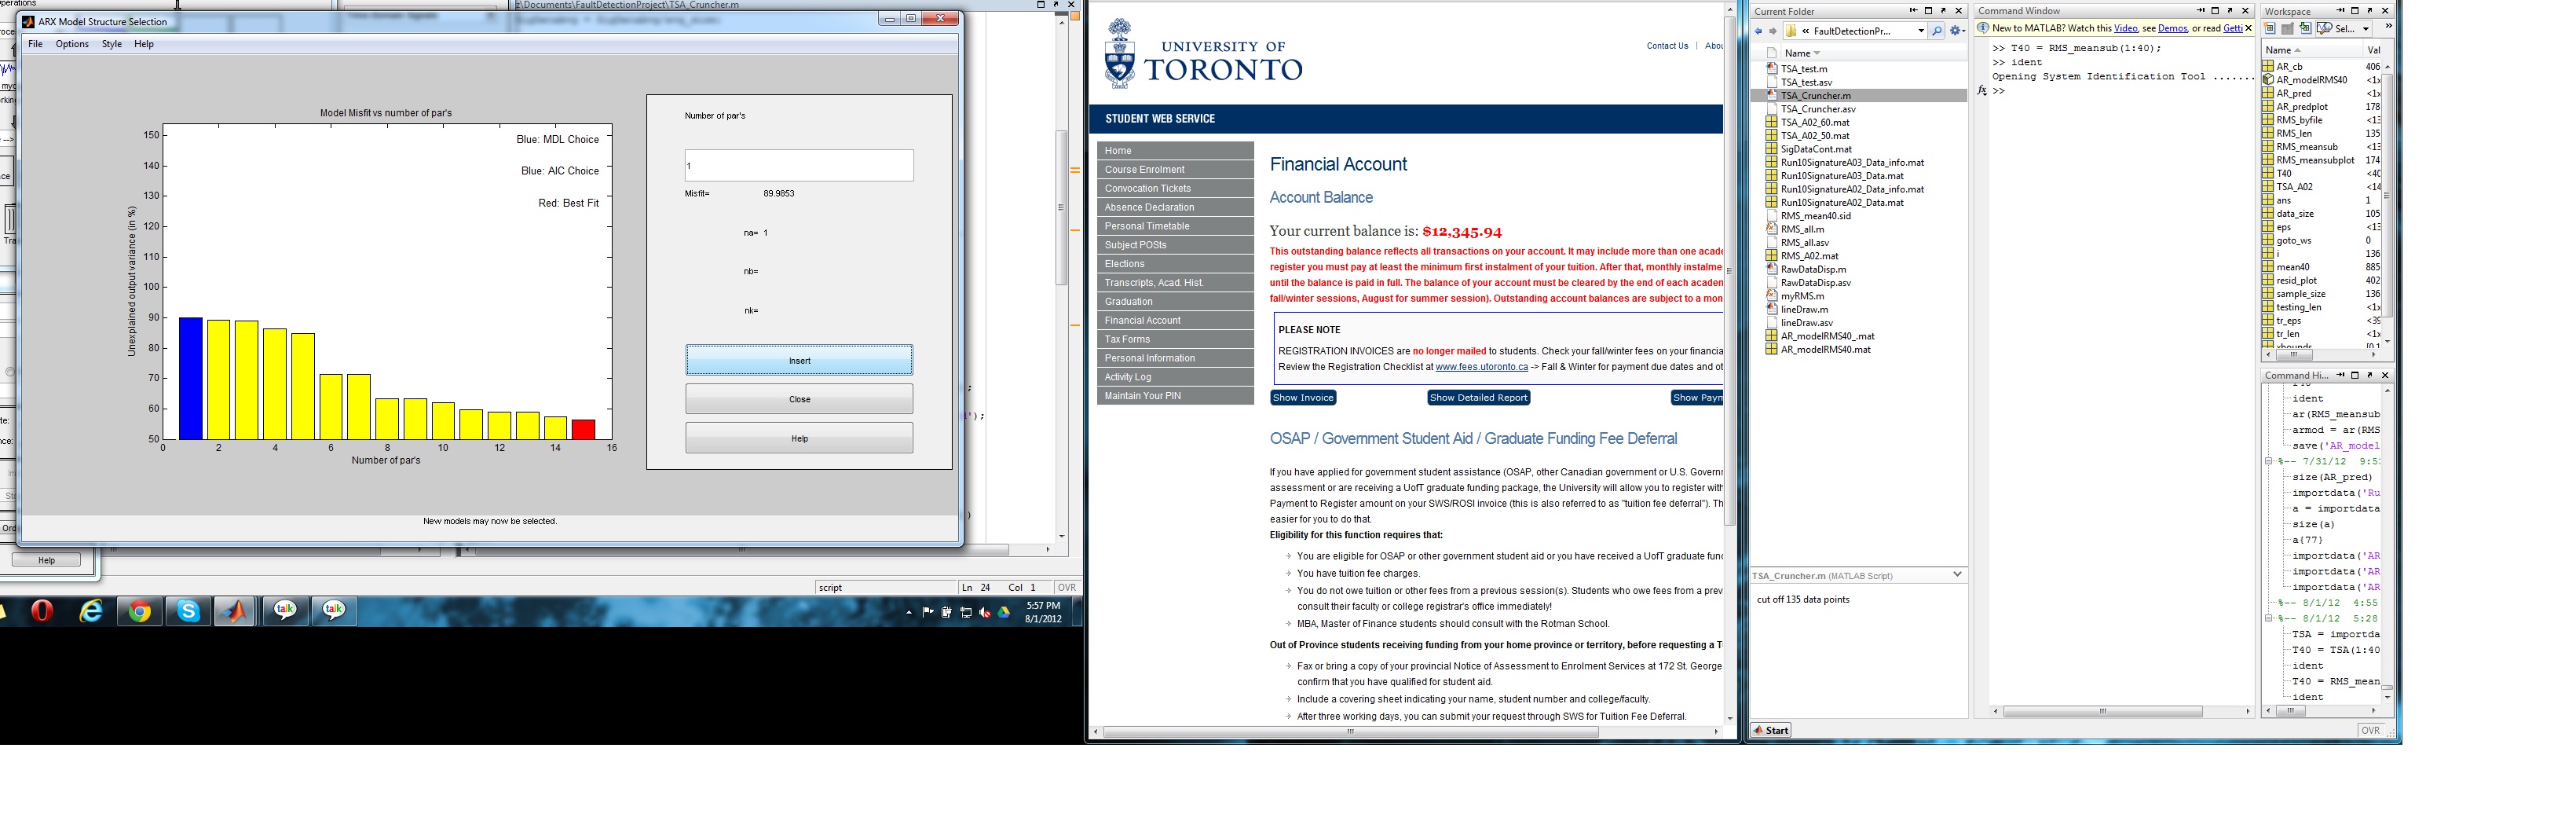 Operations
z\Documents\FaultDetectionProject\TSA_Cruncher.m
ARX Model Structure Selection
File Options Style Help
Model Misfit vs number of par's
Unexplained output variance (in %)
150
140
130
120
110
100
90
80
70
60
50
0 2 4 6 8 10 12 14 16
Number of par's
Blue: MDL Choice
Blue: AIC Choice
Red: Best Fit
Number of par's
1
Misfit= 89.9853
na= 1
nb=
nk=
Insert
Close
Help
New models may now be selected.
Help
script Ln 24 Col 1 OVR
talk talk
5:57 PM
8/1/2012
UNIVERSITY OF
TORONTO
Contact Us | Abou
STUDENT WEB SERVICE
Home
Course Enrolment
Convocation Tickets
Absence Declaration
Personal Timetable
Subject POSts
Elections
Transcripts, Acad. Hist.
Graduation
Financial Account
Tax Forms
Personal Information
Activity Log
Maintain Your PIN
Financial Account
Account Balance
Your current balance is: $12,345.94
This outstanding balance reflects all transactions on your account. It may include more than one acade
register you must pay at least the minimum first instalment of your tuition. After that, monthly instalme
until the balance is paid in full. The balance of your account must be cleared by the end of each academ
fall/winter sessions, August for summer session). Outstanding account balances are subject to a mon
PLEASE NOTE
REGISTRATION INVOICES are no longer mailed to students. Check your fall/winter fees on your financia
Review the Registration Checklist at www.fees.utoronto.ca -> Fall & Winter for payment due dates and ot
Show Invoice Show Detailed Report Show Paym
OSAP / Government Student Aid / Graduate Funding Fee Deferral
If you have applied for government student assistance (OSAP, other Canadian government or U.S. Govern
assessment or are receiving a UofT graduate funding package, the University will allow you to register with
Payment to Register amount on your SWS/ROSI invoice (this is also referred to as "tuition fee deferral"). Th
easier for you to do that.
Eligibility for this function requires that:
You are eligible for OSAP or other government student aid or you have received a UofT graduate fund
You have tuition fee charges.
You do not owe tuition or other fees from a previous session(s). Students who owe fees from a prev
consult their faculty or college registrar's office immediately!
MBA, Master of Finance students should consult with the Rotman School.
Out of Province students receiving funding from your home province or territory, before requesting a T
Fax or bring a copy of your provincial Notice of Assessment to Enrolment Services at 172 St. George
confirm that you have qualified for student aid.
Include a covering sheet indicating your name, student number and college/faculty.
After three working days, you can submit your request through SWS for Tuition Fee Deferral.
Current Folder
« FaultDetectionPr...
Name
TSA_test.m
TSA_test.asv
TSA_Cruncher.m
TSA_Cruncher.asv
TSA_A02_60.mat
TSA_A02_50.mat
SigDataCont.mat
Run10SignatureA03_Data_info.mat
Run10SignatureA03_Data.mat
Run10SignatureA02_Data_info.mat
Run10SignatureA02_Data.mat
RMS_mean40.sid
RMS_all.m
RMS_all.asv
RMS_A02.mat
RawDataDisp.m
RawDataDisp.asv
myRMS.m
lineDraw.m
lineDraw.asv
AR_modelRMS40_.mat
AR_modelRMS40.mat
TSA_Cruncher.m (MATLAB Script)
cut off 135 data points
Start
Command Window
New to MATLAB? Watch this Video, see Demos, or read Getti
>> T40 = RMS_meansub(1:40);
>> ident
Opening System Identification Tool .......
fx >>
Workspace
Sel...
Name Val
AR_cb 406
AR_modelRMS40 <1x
AR_pred <1x
AR_predplot 178
RMS_byfile <13
RMS_len 135
RMS_meansub <13
RMS_meansubplot 174
T40 <40
TSA_A02 <14
ans 1
data_size 105
eps <13
goto_ws 0
i 136
mean40 885
resid_plot 402
sample_size 136
testing_len <1x
tr_eps <39
tr_len <1x
Command Hi...
ident
ar(RMS_meansub
armod = ar(RMS
save('AR_model
%-- 7/31/12 9:5
size(AR_pred)
importdata('Ru
a = importdata
size(a)
a{77}
importdata('AR
importdata('AR
importdata('AR
%-- 8/1/12 4:55
%-- 8/1/12 5:28
TSA = importda
T40 = TSA(1:40
ident
T40 = RMS_mean
ident
OVR